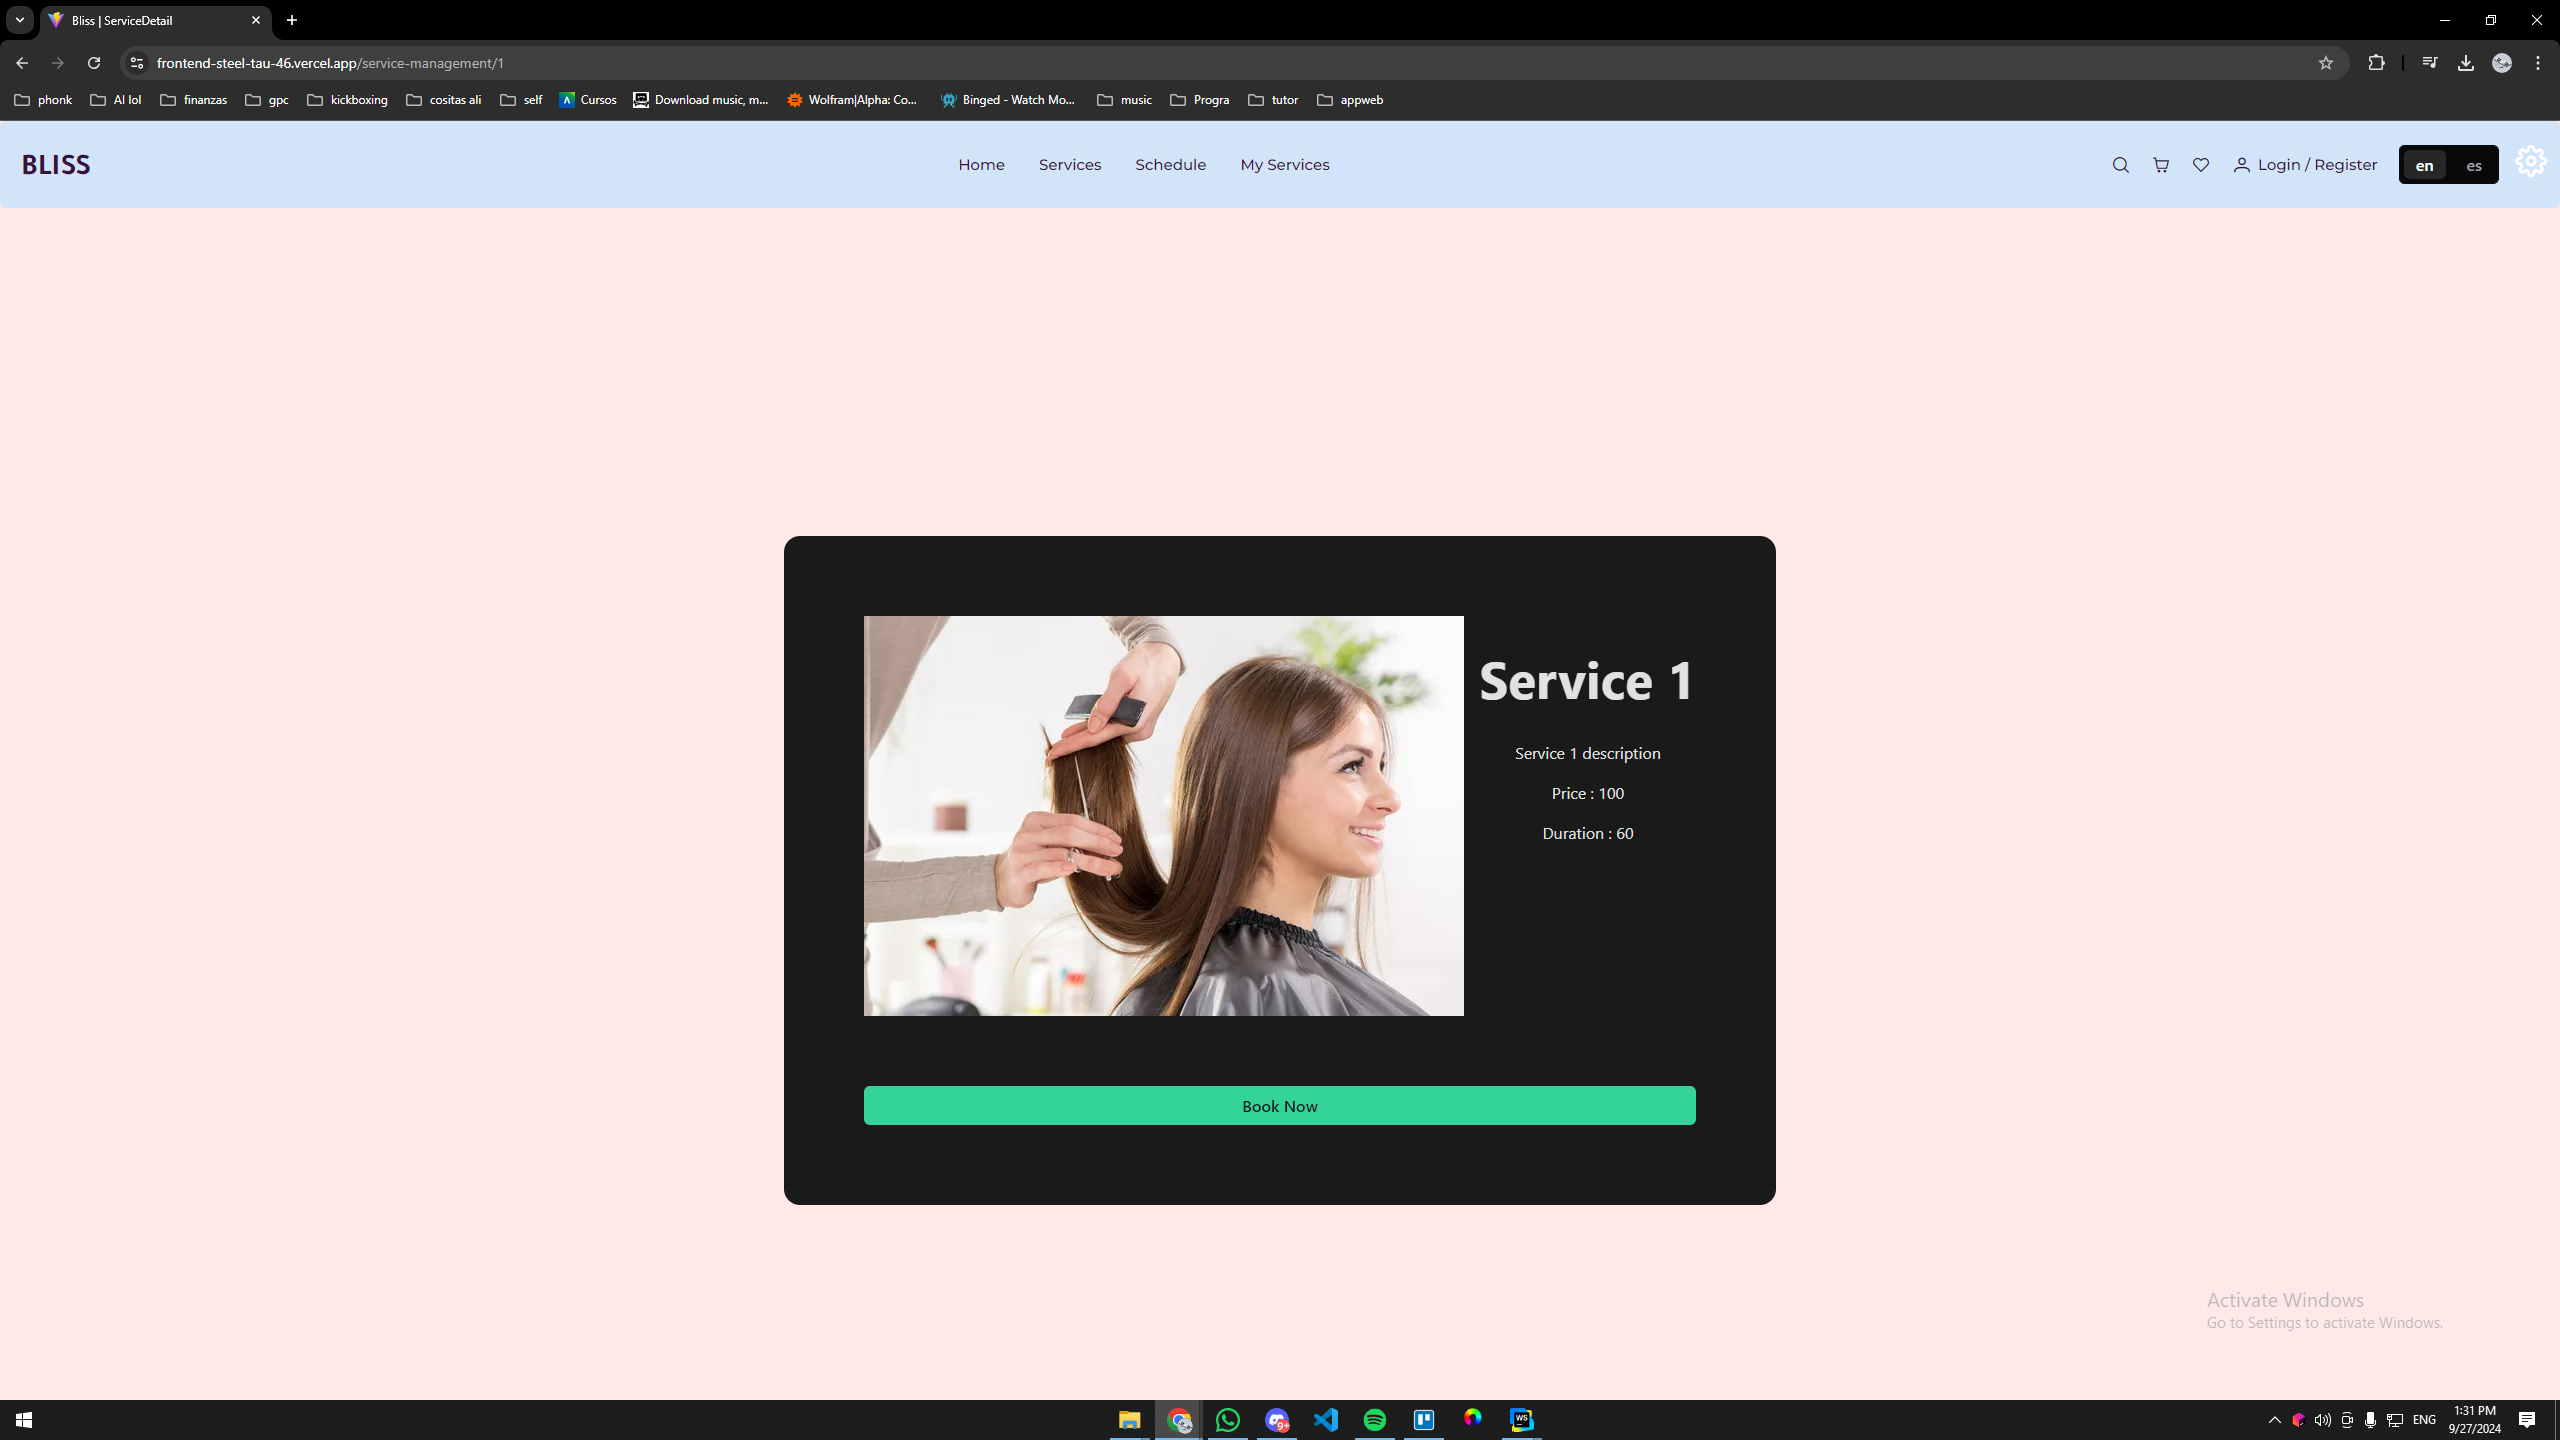 Bliss | ServiceDetail
frontend-steel-tau-46.vercel.app/service-management/1
phonk AI lol finanzas gpc kickboxing cositas ali self Cursos Download music, m... Wolfram|Alpha: Co... Binged - Watch Mo... music Progra tutor appweb
BLISS Home Services Schedule My Services Login / Register en es
Service 1
Service 1 description
Price : 100
Duration : 60
Book Now
Activate Windows
Go to Settings to activate Windows.
9+
WS
ENG
1:31 PM
9/27/2024